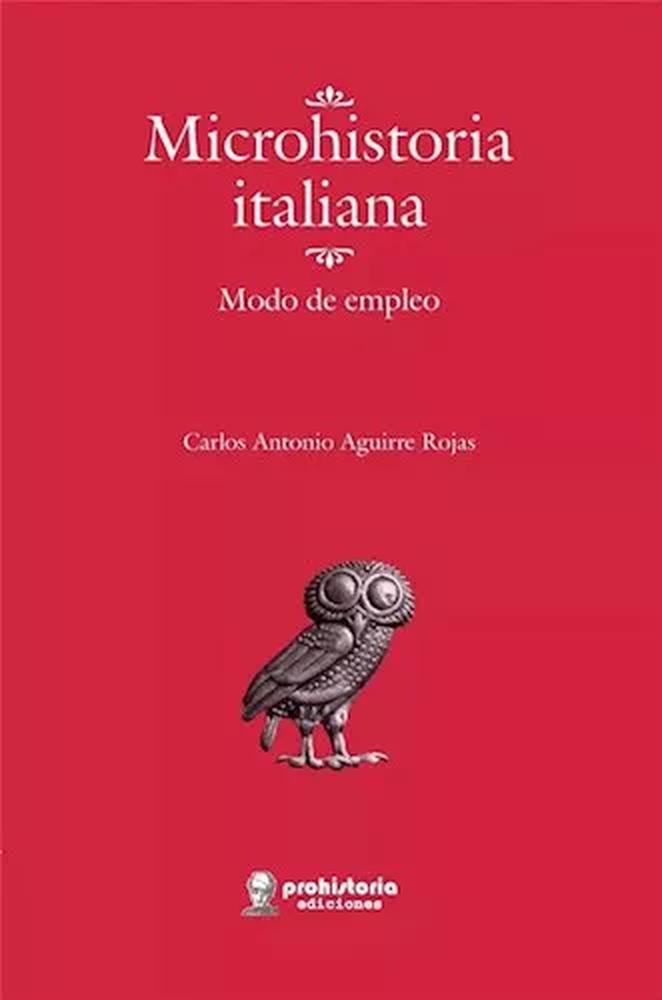 Microhistoria
italiana
Modo de empleo
Carlos Antonio Aguirre Rojas
prohistoria
ediciones